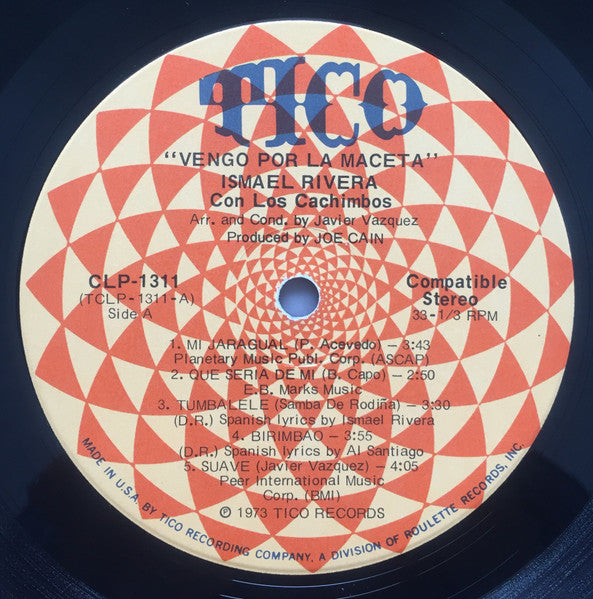 TICO
"VENGO POR LA MACETA"
ISMAEL RIVERA
Con Los Cachimbos
Arr. and Cond. by Javier Vazquez
Produced by JOE CAIN
CLP-1311
(TCLP-1311-A)
Side A
Compatible
Stereo
33-1/3 RPM
1. MI JARAGUAL (P. Acevedo) — 3:43
Planetary Music Publ. Corp. (ASCAP)
2. QUE SERIA DE MI (B. Capo) — 2:50
E.B. Marks Music
3. TUMBALELE (Samba De Rodiña) — 3:30
(D.R.) Spanish lyrics by Ismael Rivera
4. BIRIMBAO — 3:55
(D.R.) Spanish lyrics by Al Santiago
5. SUAVE (Javier Vazquez) — 4:05
Peer International Music
Corp. (BMI)
℗ 1973 TICO RECORDS
MADE IN U.S.A. BY TICO RECORDING COMPANY, A DIVISION OF ROULETTE RECORDS, INC.